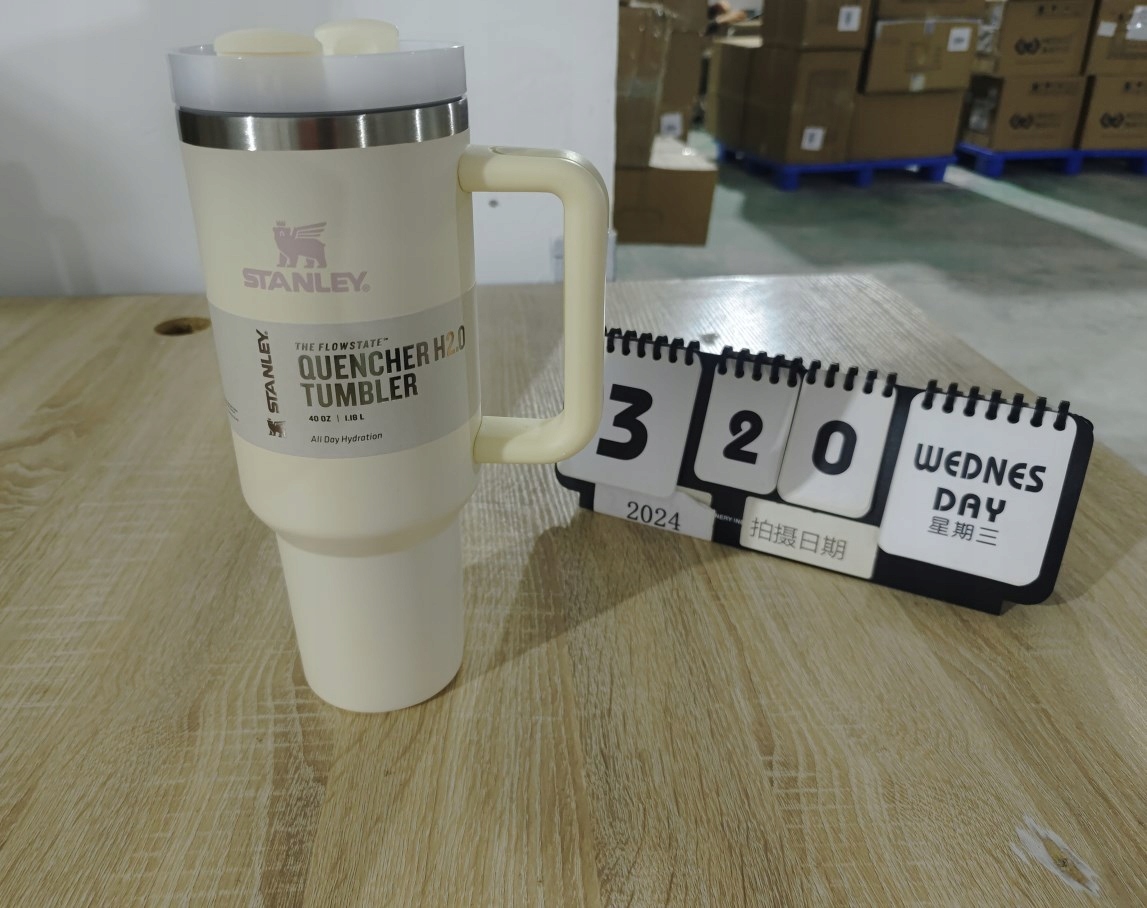 STANLEY®
STANLEY
THE FLOWSTATE™
QUENCHER H2.0
TUMBLER
40 OZ | 1.18 L
All Day Hydration
3
2
0
WEDNES
DAY
星期三
2024
拍摄日期